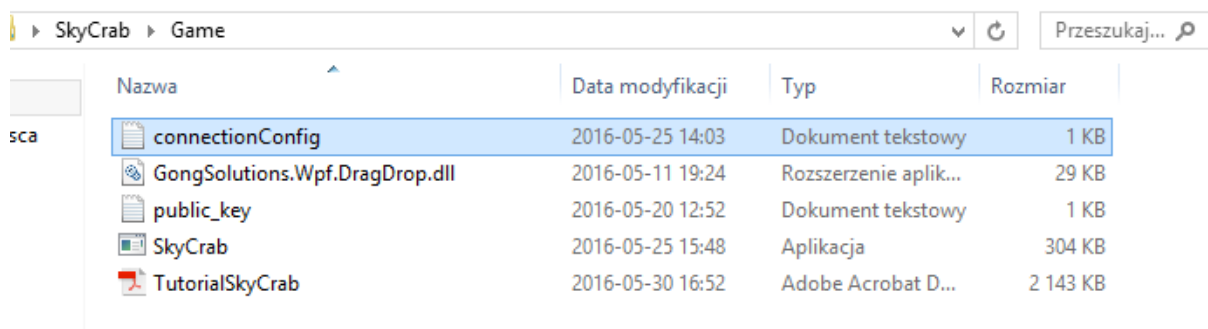 SkyCrab Game Przeszukaj...
Nazwa Data modyfikacji Typ Rozmiar
sca
connectionConfig 2016-05-25 14:03 Dokument tekstowy 1 KB
GongSolutions.Wpf.DragDrop.dll 2016-05-11 19:24 Rozszerzenie aplik... 29 KB
public_key 2016-05-20 12:52 Dokument tekstowy 1 KB
SkyCrab 2016-05-25 15:48 Aplikacja 304 KB
TutorialSkyCrab 2016-05-30 16:52 Adobe Acrobat D... 2 143 KB